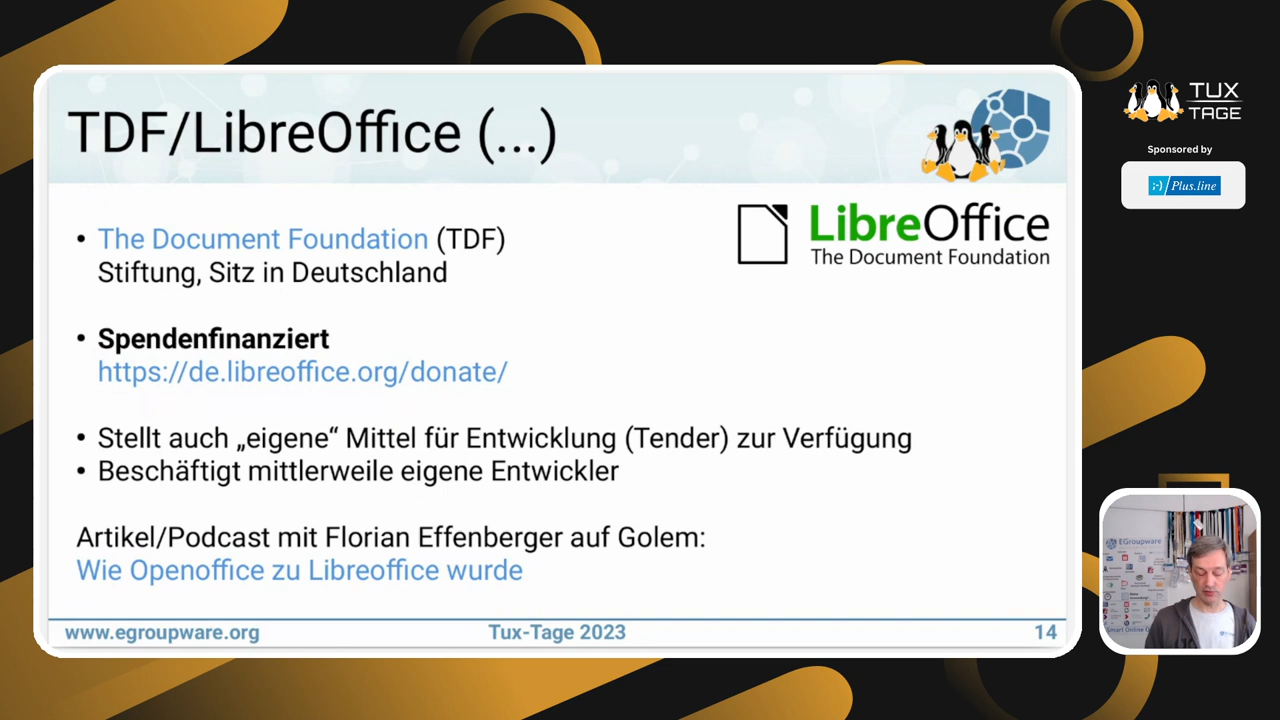 TDF/LibreOffice (...)
LibreOffice
The Document Foundation
• The Document Foundation (TDF)
Stiftung, Sitz in Deutschland
• Spendenfinanziert
https://de.libreoffice.org/donate/
• Stellt auch „eigene“ Mittel für Entwicklung (Tender) zur Verfügung
• Beschäftigt mittlerweile eigene Entwickler
Artikel/Podcast mit Florian Effenberger auf Golem:
Wie Openoffice zu Libreoffice wurde
www.egroupware.org
Tux-Tage 2023
14
TUX
TAGE
Sponsored by
;-) Plus.line
EGroupware
Smart Online